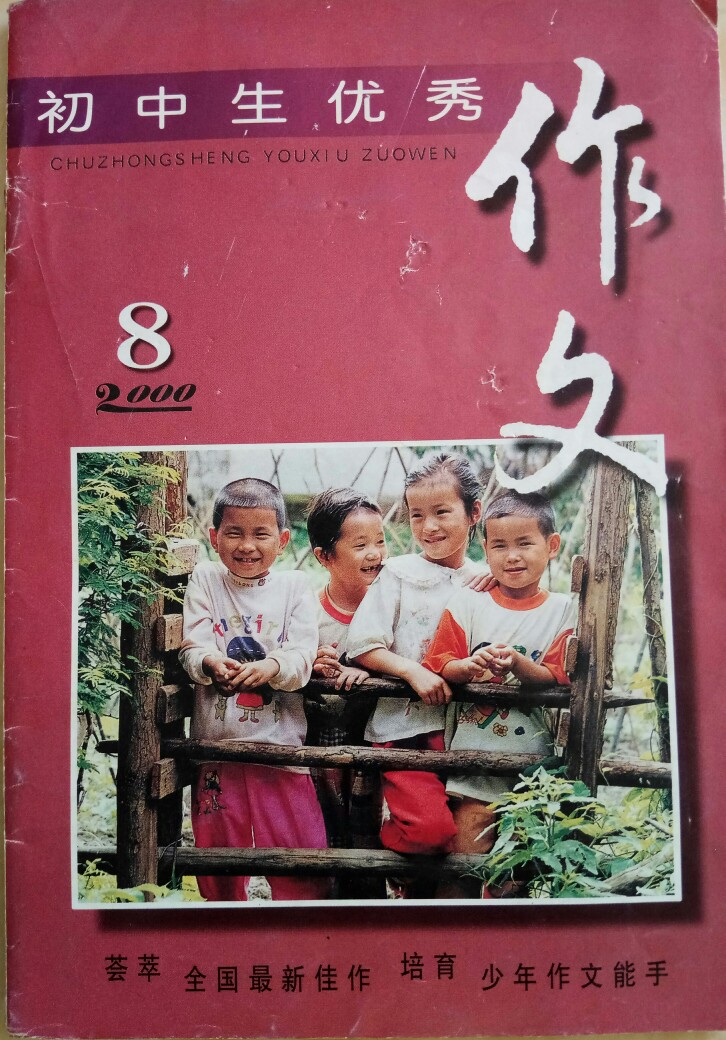 初中生优秀
作文
CHUZHONGSHENG YOUXIU ZUOWEN
8
2000
荟萃 全国最新佳作 培育 少年作文能手